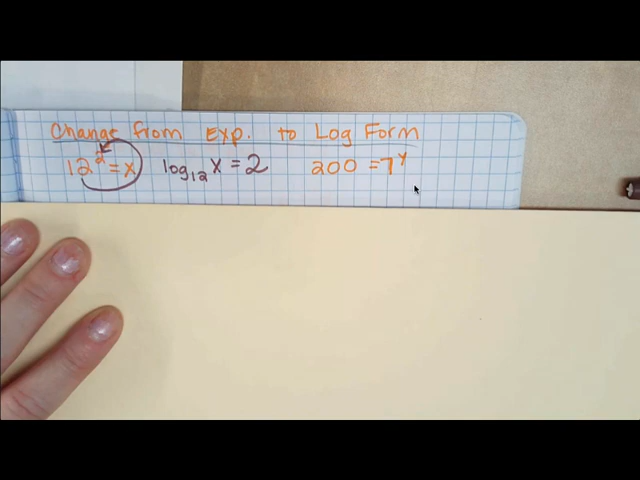 Change from Exp. to Log Form
12² = x log₁₂ x = 2 200 = 7ʸ